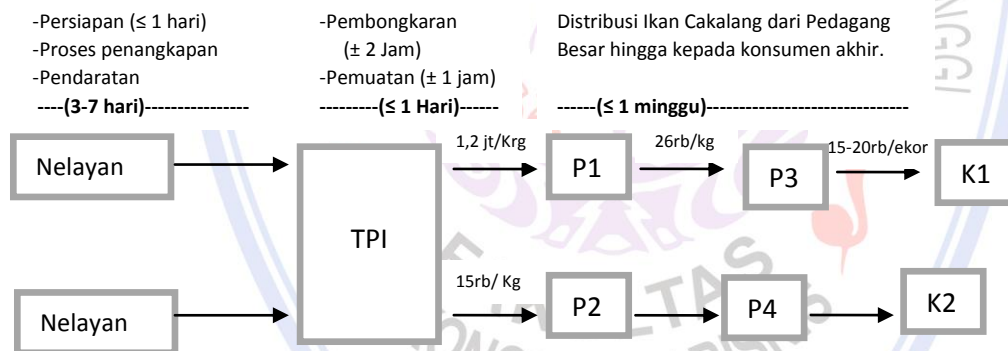 -Persiapan (≤ 1 hari)
-Proses penangkapan
-Pendaratan
----(3-7 hari)-----------------
-Pembongkaran
(± 2 Jam)
-Pemuatan (± 1 jam)
----------(≤ 1 Hari)------
Distribusi Ikan Cakalang dari Pedagang
Besar hingga kepada konsumen akhir.
------(≤ 1 minggu)---------------------------------
Nelayan
TPI
1,2 jt/Krg
P1
26rb/kg
P3
15-20rb/ekor
K1
Nelayan
15rb/ Kg
P2
P4
K2
NGGI